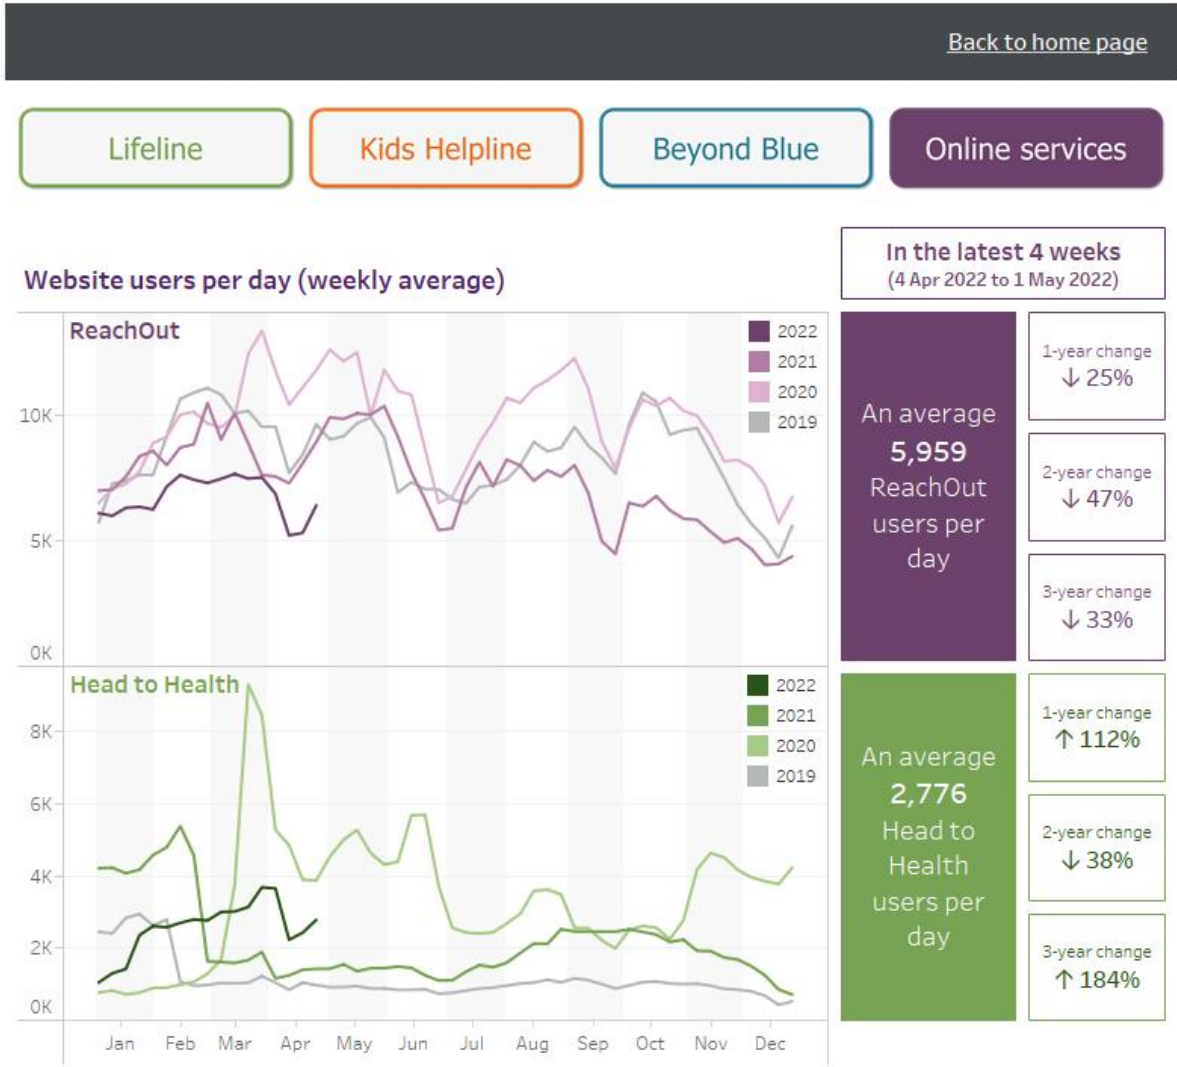 Back to home page
Lifeline
Kids Helpline
Beyond Blue
Online services
Website users per day (weekly average)
In the latest 4 weeks
(4 Apr 2022 to 1 May 2022)
ReachOut
2022
2021
2020
2019
10K
5K
0K
An average
5,959
ReachOut
users per
day
1-year change
↓ 25%
2-year change
↓ 47%
3-year change
↓ 33%
Head to Health
2022
2021
2020
2019
8K
6K
4K
2K
0K
Jan Feb Mar Apr May Jun Jul Aug Sep Oct Nov Dec
An average
2,776
Head to
Health
users per
day
1-year change
↑ 112%
2-year change
↓ 38%
3-year change
↑ 184%